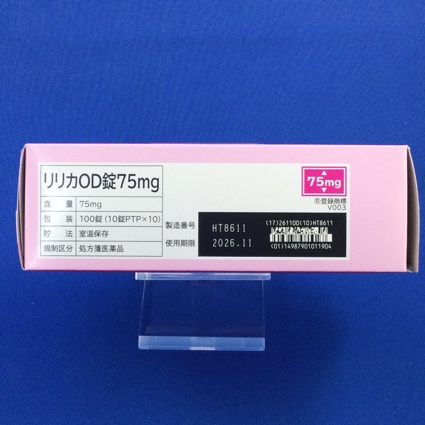 リリカOD錠75mg
含量 75mg
包装 100錠(10錠PTP×10)
貯法 室温保存
規制区分 処方箋医薬品
製造番号 HT8611
使用期限 2026.11
75mg
®登録商標
V003
(17)261100(10)HT8611
(01)14987901011904